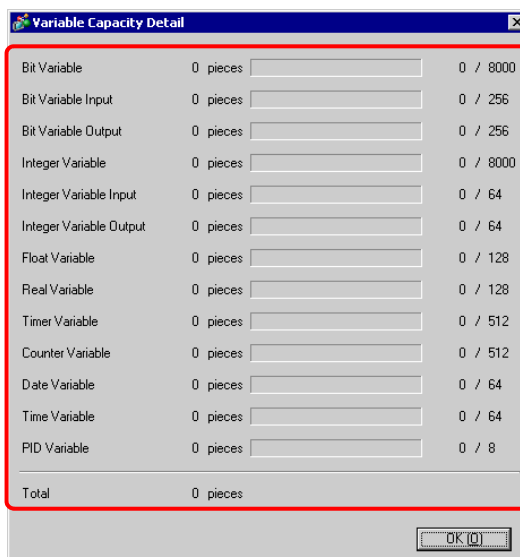 Variable Capacity Detail
Bit Variable 0 pieces 0 / 8000
Bit Variable Input 0 pieces 0 / 256
Bit Variable Output 0 pieces 0 / 256
Integer Variable 0 pieces 0 / 8000
Integer Variable Input 0 pieces 0 / 64
Integer Variable Output 0 pieces 0 / 64
Float Variable 0 pieces 0 / 128
Real Variable 0 pieces 0 / 128
Timer Variable 0 pieces 0 / 512
Counter Variable 0 pieces 0 / 512
Date Variable 0 pieces 0 / 64
Time Variable 0 pieces 0 / 64
PID Variable 0 pieces 0 / 8
Total 0 pieces
OK (O)